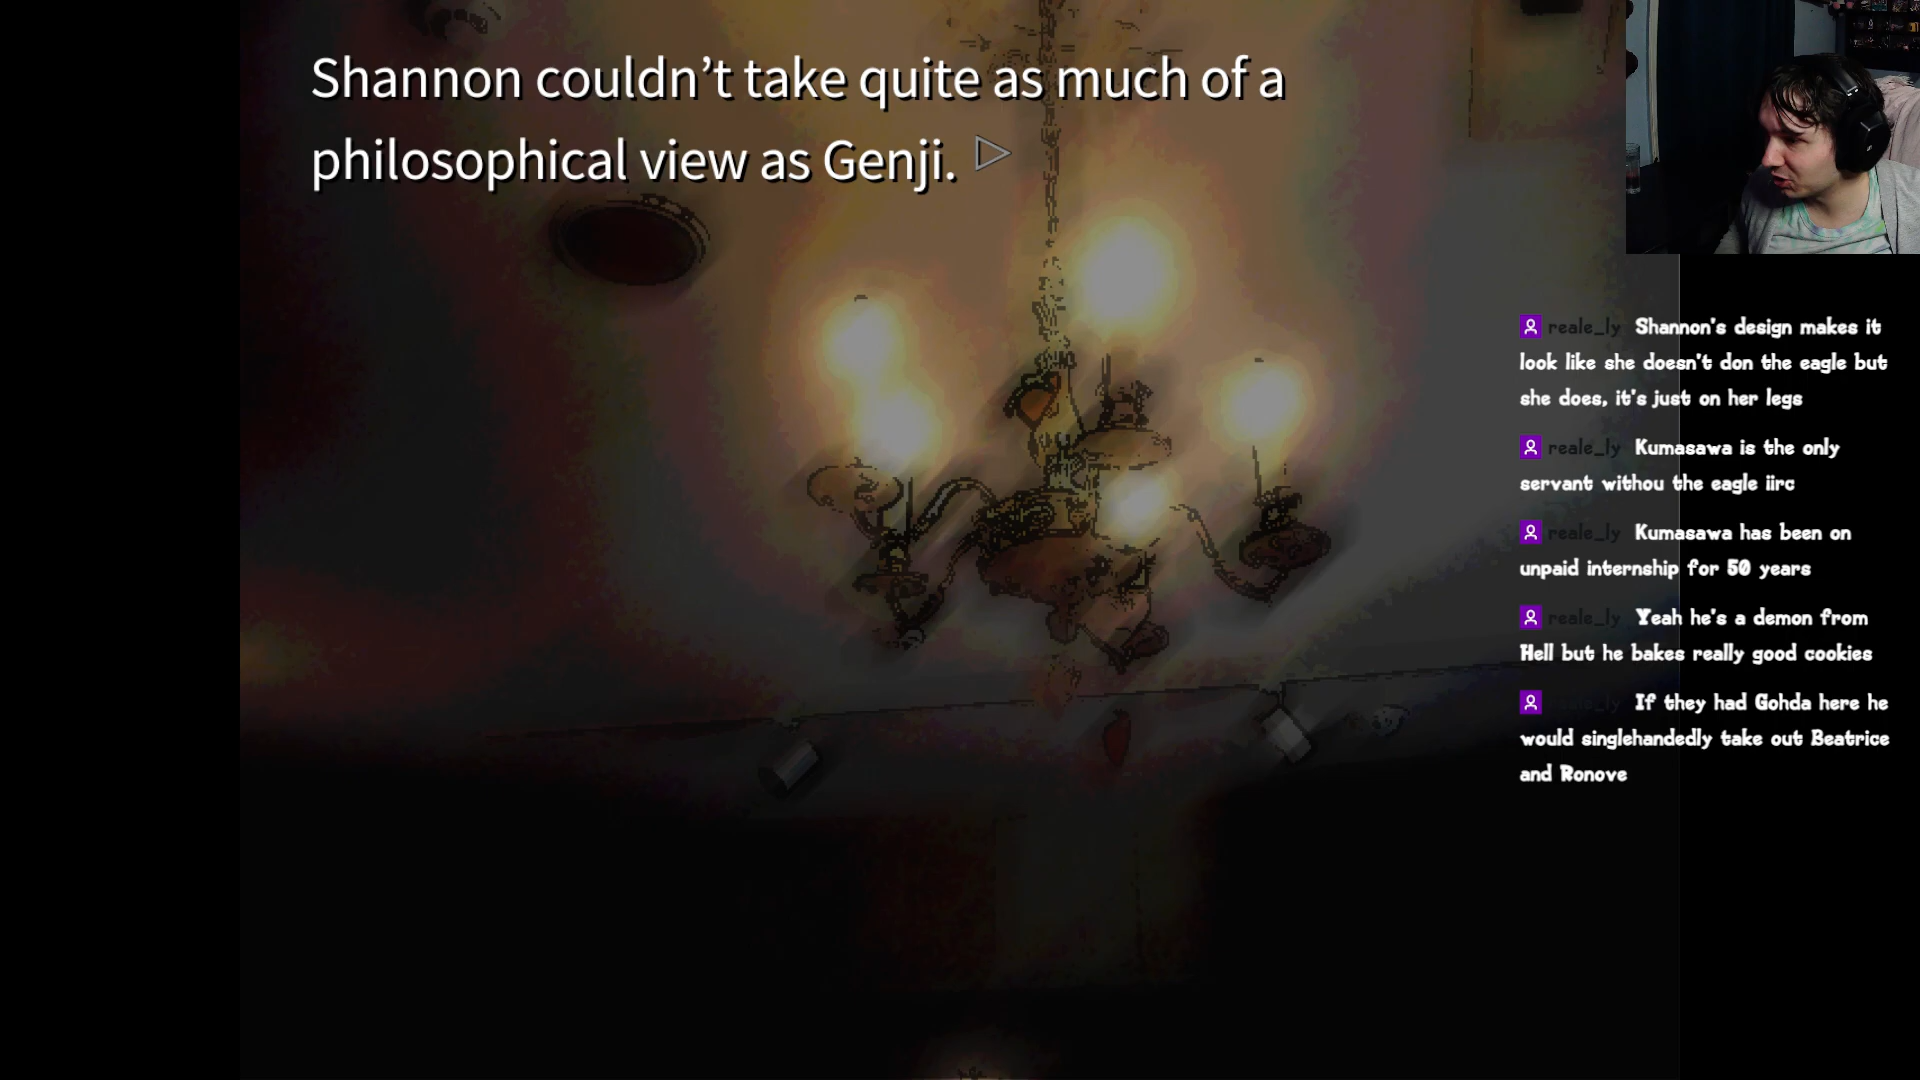 Shannon couldn’t take quite as much of a
philosophical view as Genji.
reale_ly Shannon's design makes it
look like she doesn't don the eagle but
she does, it's just on her legs
reale_ly Kumasawa is the only
servant withou the eagle iirc
reale_ly Kumasawa has been on
unpaid internship for 50 years
reale_ly Yeah he's a demon from
Hell but he bakes really good cookies
reale_ly If they had Gohda here he
would singlehandedly take out Beatrice
and Ronove